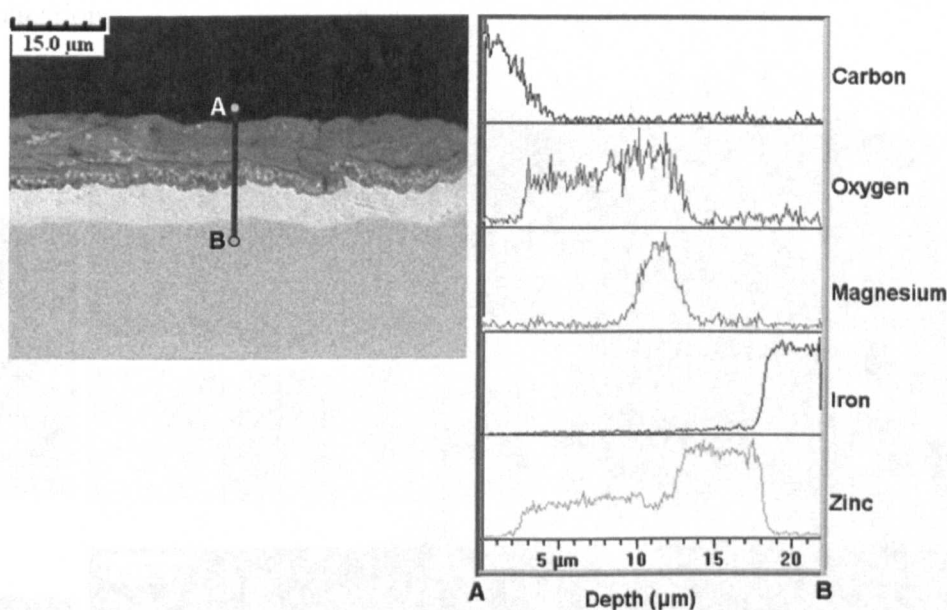 15.0 µm
A
B
Carbon
Oxygen
Magnesium
Iron
Zinc
5 µm 10 15 20
A Depth (µm) B